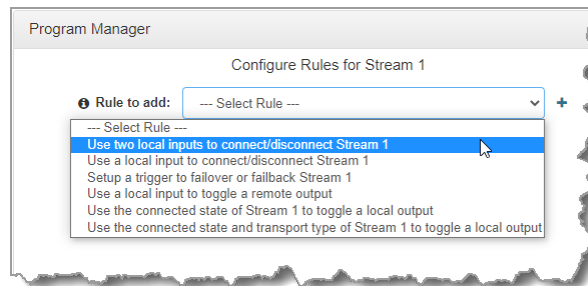 Program Manager
Configure Rules for Stream 1
Rule to add:
--- Select Rule ---
--- Select Rule ---
Use two local inputs to connect/disconnect Stream 1
Use a local input to connect/disconnect Stream 1
Setup a trigger to failover or failback Stream 1
Use a local input to toggle a remote output
Use the connected state of Stream 1 to toggle a local output
Use the connected state and transport type of Stream 1 to toggle a local output